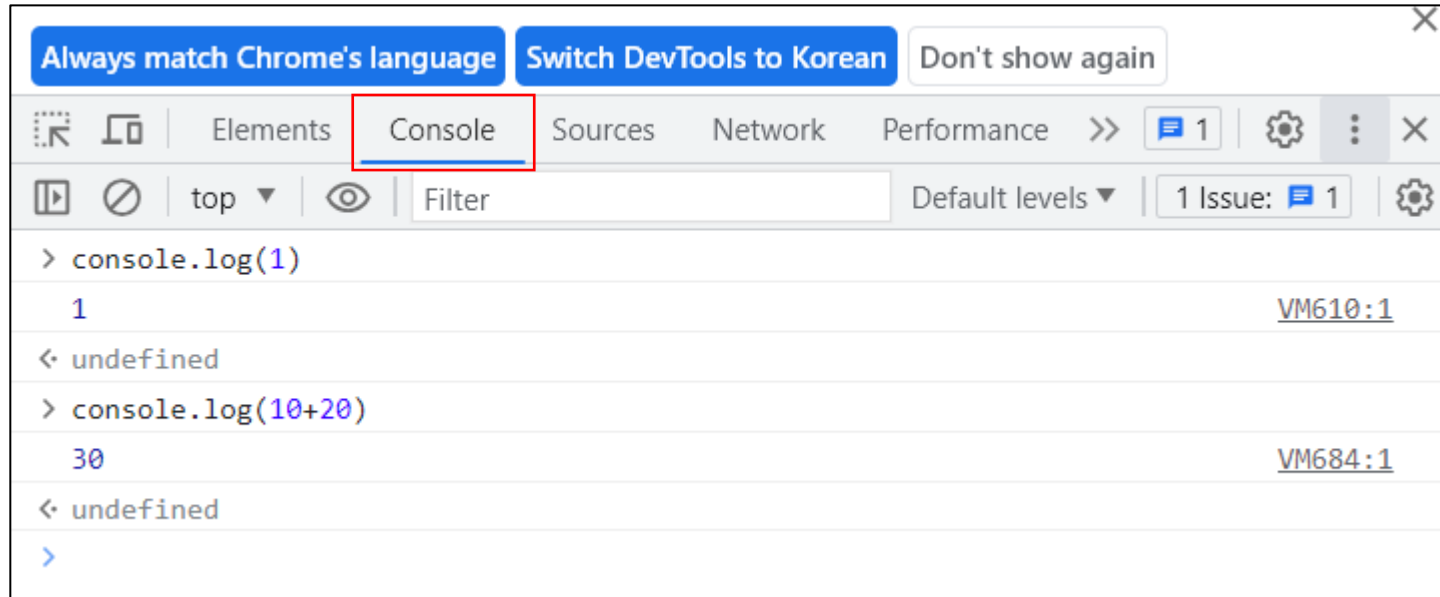 Always match Chrome's language Switch DevTools to Korean Don't show again
Elements Console Sources Network Performance 1
top Filter Default levels 1 Issue: 1
> console.log(1)
1 VM610:1
undefined
> console.log(10+20)
30 VM684:1
undefined
>